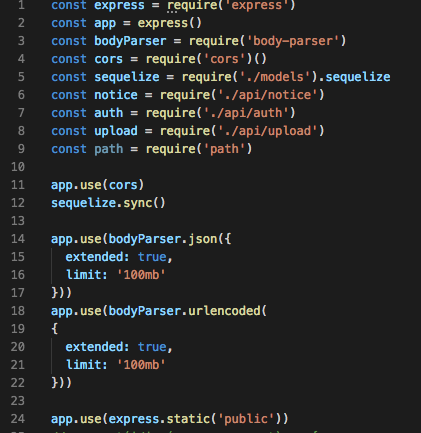 1 const express = require('express')
2 const app = express()
3 const bodyParser = require('body-parser')
4 const cors = require('cors')()
5 const sequelize = require('./models').sequelize
6 const notice = require('./api/notice')
7 const auth = require('./api/auth')
8 const upload = require('./api/upload')
9 const path = require('path')
10
11 app.use(cors)
12 sequelize.sync()
13
14 app.use(bodyParser.json({
15   extended: true,
16   limit: '100mb'
17 }))
18 app.use(bodyParser.urlencoded(
19 {
20   extended: true,
21   limit: '100mb'
22 }))
23
24 app.use(express.static('public'))